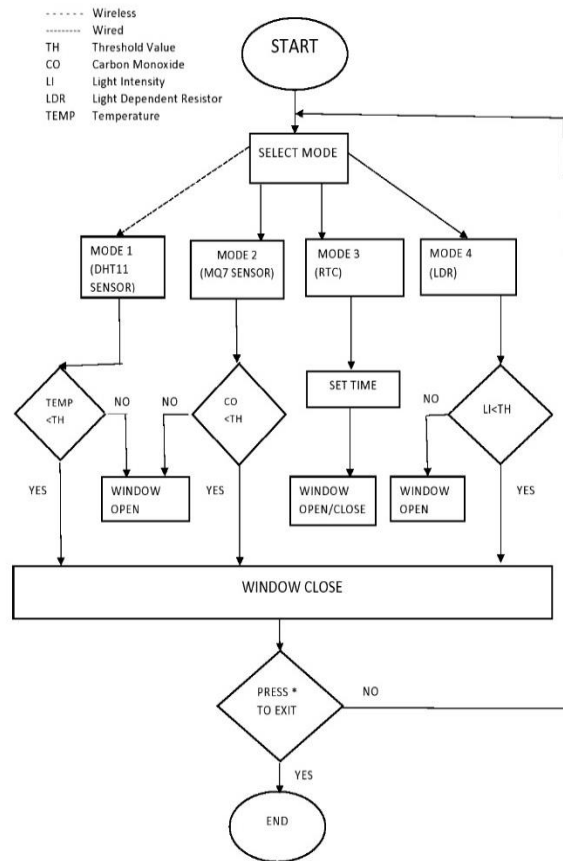 Wireless
Wired
TH Threshold Value
CO Carbon Monoxide
LI Light Intensity
LDR Light Dependent Resistor
TEMP Temperature
START
SELECT MODE
MODE 1
(DHT11
SENSOR)
MODE 2
(MQ7 SENSOR)
MODE 3
(RTC)
MODE 4
(LDR)
TEMP
<TH
NO
NO
CO
<TH
SET TIME
NO
LI<TH
YES
WINDOW
OPEN
YES
WINDOW
OPEN/CLOSE
WINDOW
OPEN
YES
WINDOW CLOSE
PRESS *
TO EXIT
NO
YES
END